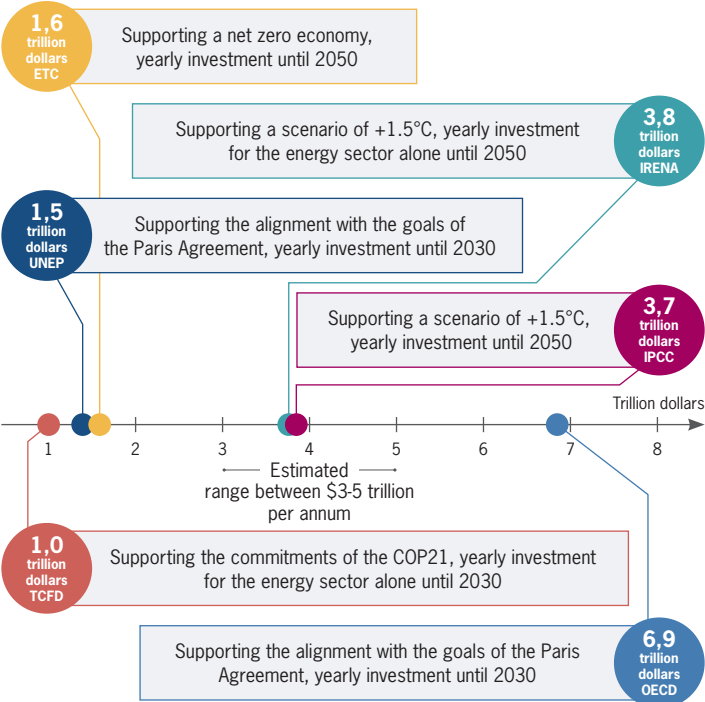 1,6
trillion
dollars
ETC
Supporting a net zero economy,
yearly investment until 2050
Supporting a scenario of +1.5°C, yearly investment
for the energy sector alone until 2050
3,8
trillion
dollars
IRENA
1,5
trillion
dollars
UNEP
Supporting the alignment with the goals of
the Paris Agreement, yearly investment until 2030
Supporting a scenario of +1.5°C,
yearly investment until 2050
3,7
trillion
dollars
IPCC
Trillion dollars
1 2 3 4 5 6 7 8
Estimated
range between $3-5 trillion
per annum
1,0
trillion
dollars
TCFD
Supporting the commitments of the COP21, yearly investment
for the energy sector alone until 2030
Supporting the alignment with the goals of the Paris
Agreement, yearly investment until 2030
6,9
trillion
dollars
OECD